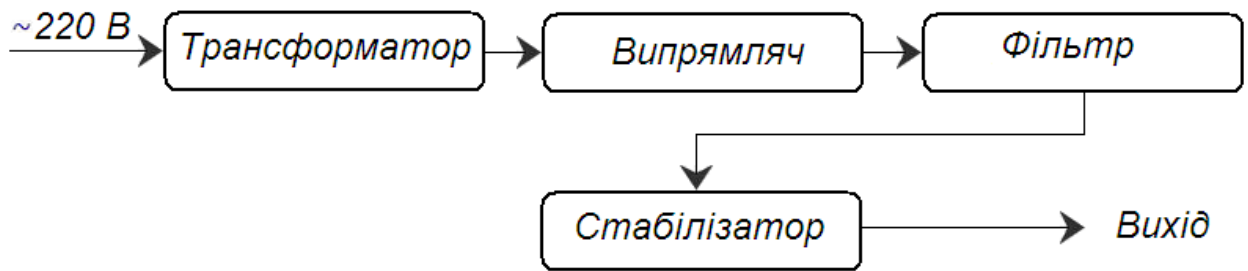 ~220 В
Трансформатор
Випрямляч
Фільтр
Стабілізатор
Вихід